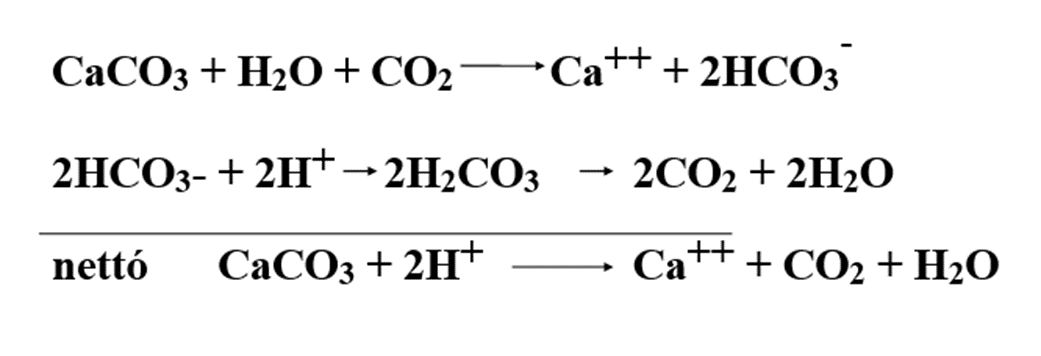 CaCO₃ + H₂O + CO₂ ⟶ Ca⁺⁺ + 2HCO₃⁻
2HCO₃- + 2H⁺ → 2H₂CO₃ → 2CO₂ + 2H₂O
nettó CaCO₃ + 2H⁺ ⟶ Ca⁺⁺ + CO₂ + H₂O